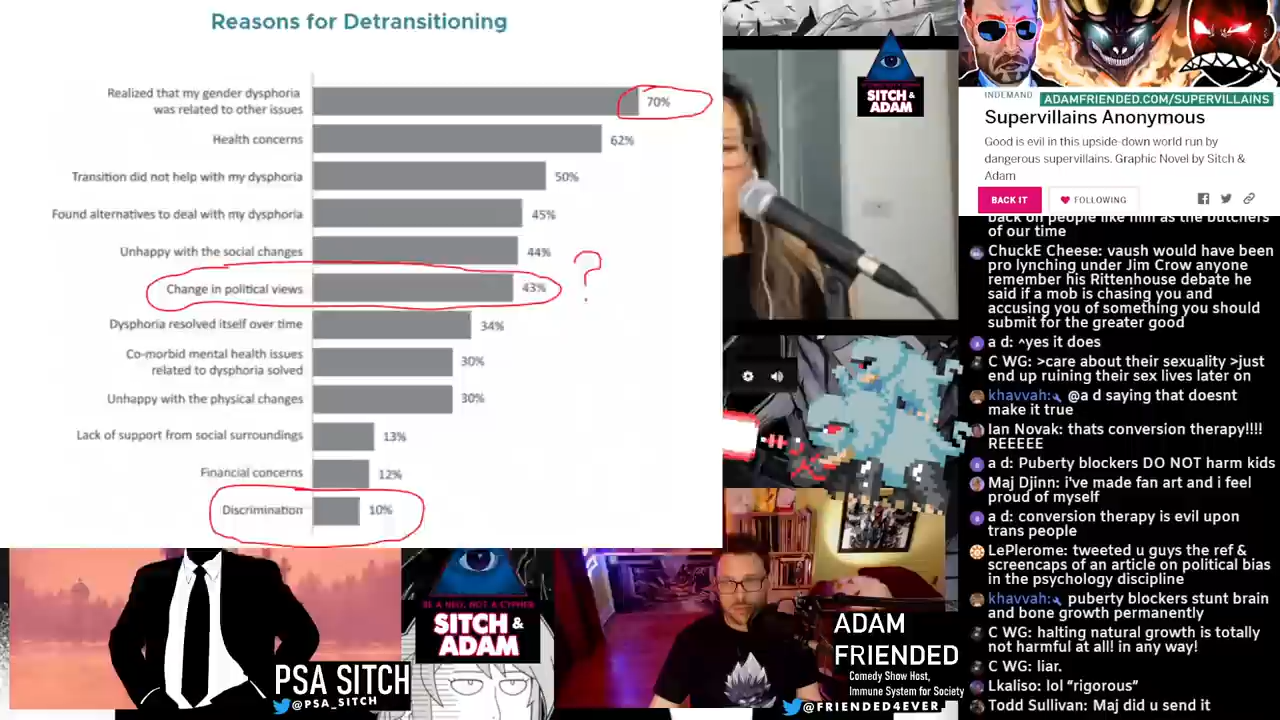 Reasons for Detransitioning
Realized that my gender dysphoria
was related to other issues
70%
Health concerns
62%
Transition did not help with my dysphoria
50%
Found alternatives to deal with my dysphoria
45%
Unhappy with the social changes
44%
?
Change in political views
43%
Dysphoria resolved itself over time
34%
Co-morbid mental health issues
related to dysphoria solved
30%
Unhappy with the physical changes
30%
Lack of support from social surroundings
13%
Financial concerns
12%
Discrimination
10%
SITCH &
ADAM
INDEMAND
ADAMFRIENDED.COM/SUPERVILLAINS
Supervillains Anonymous
Good is evil in this upside-down world run by
dangerous supervillains. Graphic Novel by Sitch &
Adam
BACK IT
FOLLOWING
back on people like him as the butchers
of our time
ChuckE Cheese: vaush would have been
pro lynching under Jim Crow anyone
remember his Rittenhouse debate he
said if a mob is chasing you and
accusing you of something you should
submit for the greater good
a d: ^yes it does
C WG: >care about their sexuality >just
end up ruining their sex lives later on
khavvah: @a d saying that doesnt
make it true
Ian Novak: thats conversion therapy!!!!
REEEEE
a d: Puberty blockers DO NOT harm kids
Maj Djinn: i've made fan art and i feel
proud of myself
a d: conversion therapy is evil upon
trans people
LePlerome: tweeted u guys the ref &
screencaps of an article on political bias
in the psychology discipline
khavvah: puberty blockers stunt brain
and bone growth permanently
C WG: halting natural growth is totally
not harmful at all! in any way!
C WG: liar.
Lkaliso: lol "rigorous"
Todd Sullivan: Maj did u send it
PSA SITCH
@PSA_SITCH
BE A NEO, NOT A CYPHER
SITCH &
ADAM
ADAM
FRIENDED
Comedy Show Host,
Immune System for Society
@FRIENDED4EVER